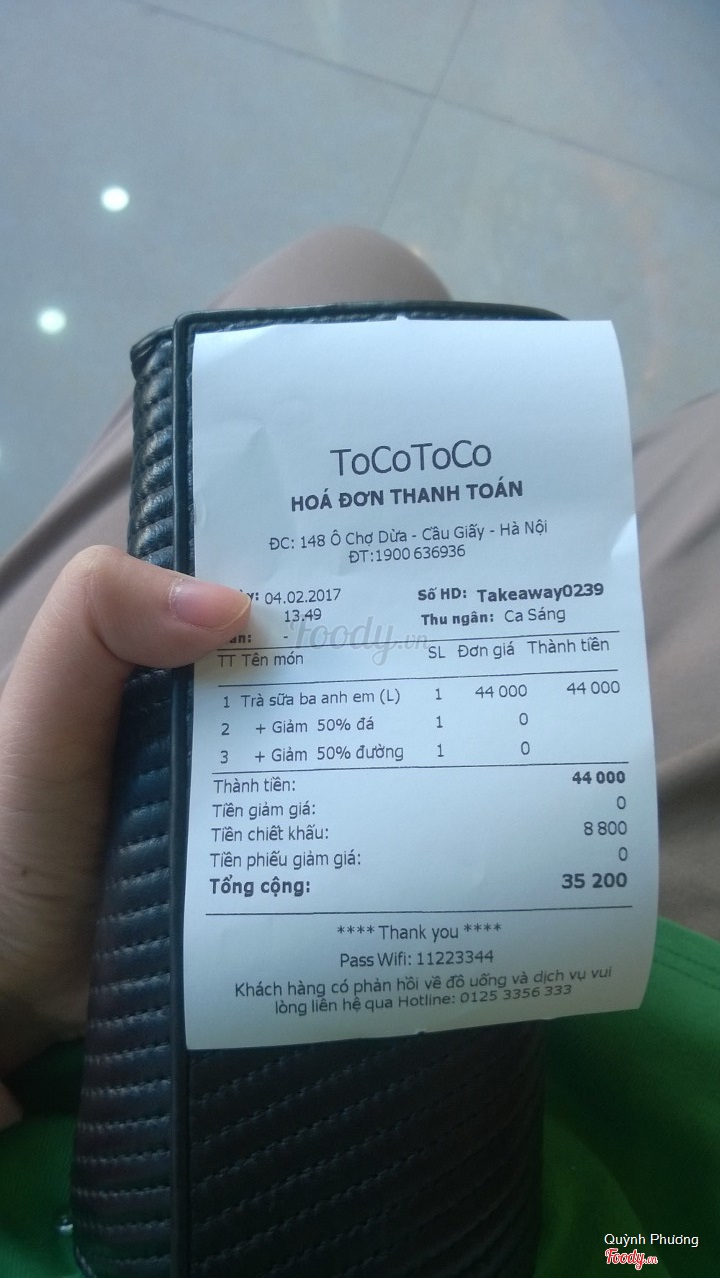 ToCoToCo
HOÁ ĐƠN THANH TOÁN
ĐC: 148 Ô Chợ Dừa - Cầu Giấy - Hà Nội
ĐT:1900 636936
04.02.2017 Số HD: Takeaway0239
13.49 Thu ngân: Ca Sáng
-
TT Tên món SL Đơn giá Thành tiền
1 Trà sữa ba anh em (L) 1 44 000 44 000
2 + Giảm 50% đá 1 0
3 + Giảm 50% đường 1 0
Thành tiền: 44 000
Tiền giảm giá: 0
Tiền chiết khấu: 8 800
Tiền phiếu giảm giá: 0
Tổng cộng: 35 200
**** Thank you ****
Pass Wifi: 11223344
Khách hàng có phản hồi về đồ uống và dịch vụ vui
lòng liên hệ qua Hotline: 0125 3356 333
Foody.vn
Quỳnh Phương
Foody.vn